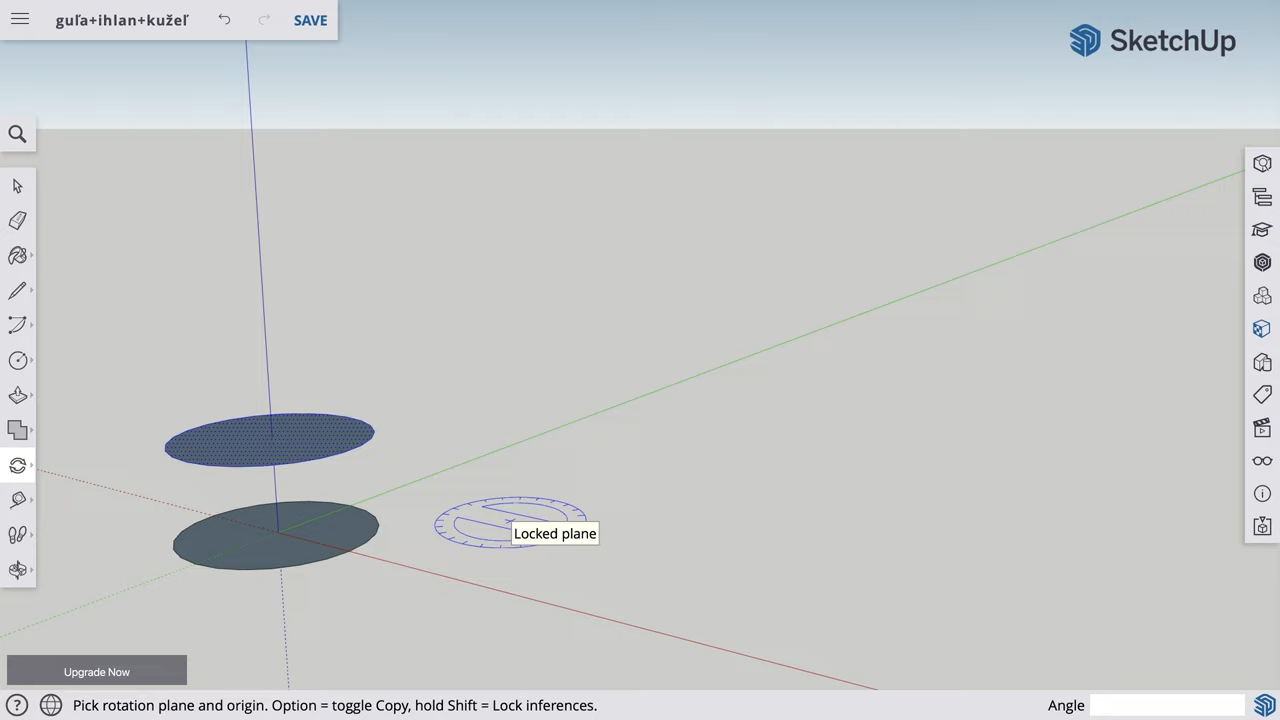 guľa+ihlan+kužeľ
SAVE
SketchUp
Locked plane
Upgrade Now
Pick rotation plane and origin. Option = toggle Copy, hold Shift = Lock inferences.
Angle